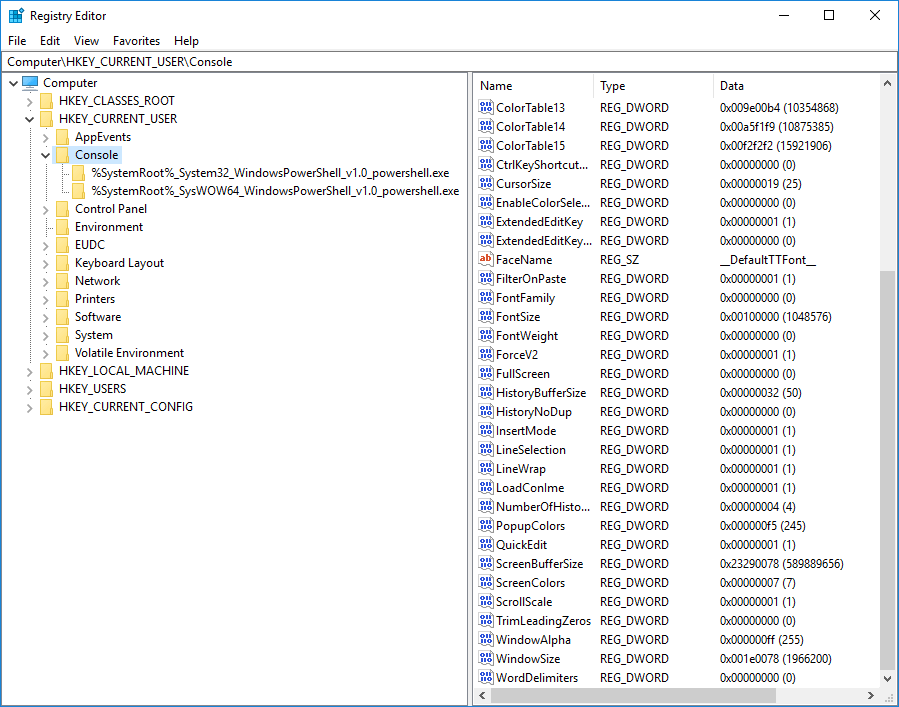 Registry Editor
File Edit View Favorites Help
Computer\HKEY_CURRENT_USER\Console
Computer
HKEY_CLASSES_ROOT
HKEY_CURRENT_USER
AppEvents
Console
%SystemRoot%_System32_WindowsPowerShell_v1.0_powershell.exe
%SystemRoot%_SysWOW64_WindowsPowerShell_v1.0_powershell.exe
Control Panel
Environment
EUDC
Keyboard Layout
Network
Printers
Software
System
Volatile Environment
HKEY_LOCAL_MACHINE
HKEY_USERS
HKEY_CURRENT_CONFIG
Name Type Data
ColorTable13 REG_DWORD 0x009e00b4 (10354868)
ColorTable14 REG_DWORD 0x00a5f1f9 (10875385)
ColorTable15 REG_DWORD 0x00f2f2f2 (15921906)
CtrlKeyShortcut... REG_DWORD 0x00000000 (0)
CursorSize REG_DWORD 0x00000019 (25)
EnableColorSele... REG_DWORD 0x00000000 (0)
ExtendedEditKey REG_DWORD 0x00000001 (1)
ExtendedEditKey... REG_DWORD 0x00000000 (0)
ab FaceName REG_SZ __DefaultTTFont__
FilterOnPaste REG_DWORD 0x00000001 (1)
FontFamily REG_DWORD 0x00000000 (0)
FontSize REG_DWORD 0x00100000 (1048576)
FontWeight REG_DWORD 0x00000000 (0)
ForceV2 REG_DWORD 0x00000001 (1)
FullScreen REG_DWORD 0x00000000 (0)
HistoryBufferSize REG_DWORD 0x00000032 (50)
HistoryNoDup REG_DWORD 0x00000000 (0)
InsertMode REG_DWORD 0x00000001 (1)
LineSelection REG_DWORD 0x00000001 (1)
LineWrap REG_DWORD 0x00000001 (1)
LoadConIme REG_DWORD 0x00000001 (1)
NumberOfHisto... REG_DWORD 0x00000004 (4)
PopupColors REG_DWORD 0x000000f5 (245)
QuickEdit REG_DWORD 0x00000001 (1)
ScreenBufferSize REG_DWORD 0x23290078 (589889656)
ScreenColors REG_DWORD 0x00000007 (7)
ScrollScale REG_DWORD 0x00000001 (1)
TrimLeadingZeros REG_DWORD 0x00000000 (0)
WindowAlpha REG_DWORD 0x000000ff (255)
WindowSize REG_DWORD 0x001e0078 (1966200)
WordDelimiters REG_DWORD 0x00000000 (0)